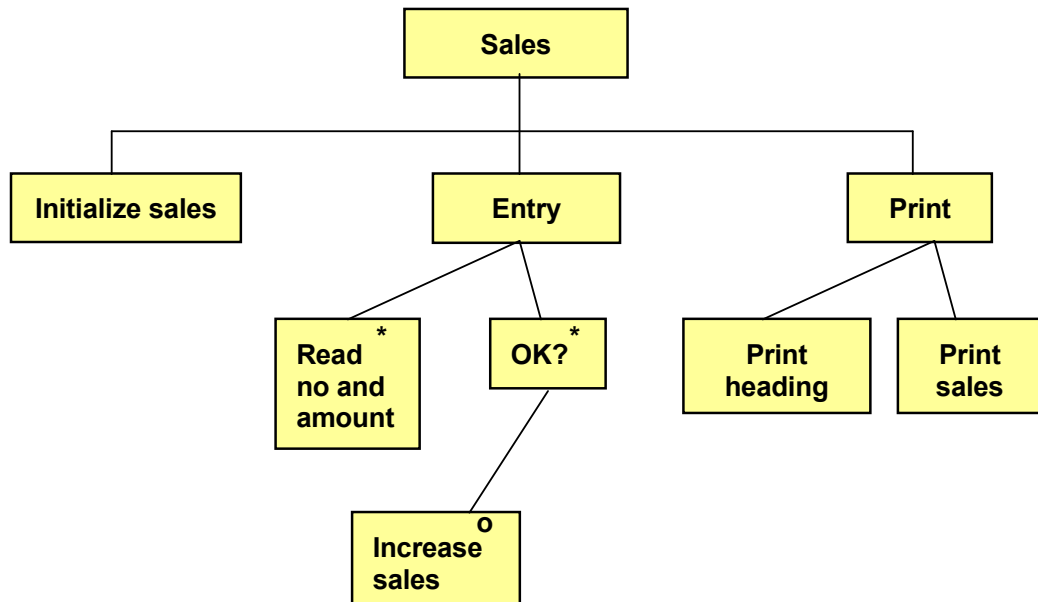 Sales
Initialize sales
Entry
Print
*
Read
no and
amount
*
OK?
Print
heading
Print
sales
o
Increase
sales